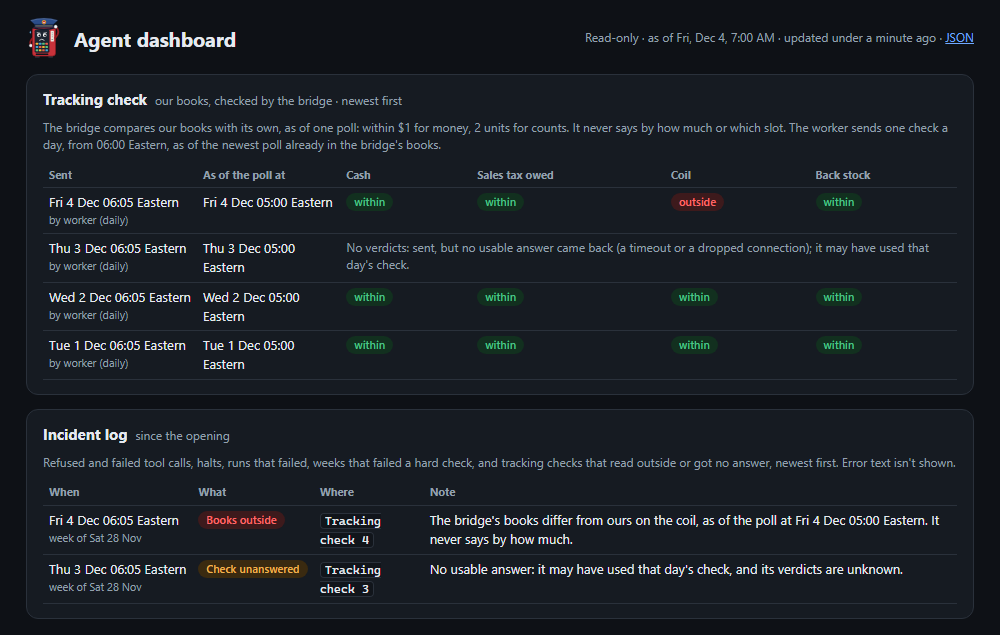 Agent dashboard
Read-only · as of Fri, Dec 4, 7:00 AM · updated under a minute ago · JSON
Tracking check our books, checked by the bridge · newest first
The bridge compares our books with its own, as of one poll: within $1 for money, 2 units for counts. It never says by how much or which slot. The worker sends one check a
day, from 06:00 Eastern, as of the newest poll already in the bridge's books.
Sent As of the poll at Cash Sales tax owed Coil Back stock
Fri 4 Dec 06:05 Eastern Fri 4 Dec 05:00 Eastern within within outside within
by worker (daily)
Thu 3 Dec 06:05 Eastern Thu 3 Dec 05:00 No verdicts: sent, but no usable answer came back (a timeout or a dropped connection); it may have used that
by worker (daily) Eastern day's check.
Wed 2 Dec 06:05 Eastern Wed 2 Dec 05:00 within within within within
by worker (daily) Eastern
Tue 1 Dec 06:05 Eastern Tue 1 Dec 05:00 within within within within
by worker (daily) Eastern
Incident log since the opening
Refused and failed tool calls, halts, runs that failed, weeks that failed a hard check, and tracking checks that read outside or got no answer, newest first. Error text isn't shown.
When What Where Note
Fri 4 Dec 06:05 Eastern Books outside Tracking The bridge's books differ from ours on the coil, as of the poll at Fri 4 Dec 05:00 Eastern. It
week of Sat 28 Nov check 4 never says by how much.
Thu 3 Dec 06:05 Eastern Check unanswered Tracking No usable answer: it may have used that day's check, and its verdicts are unknown.
week of Sat 28 Nov check 3